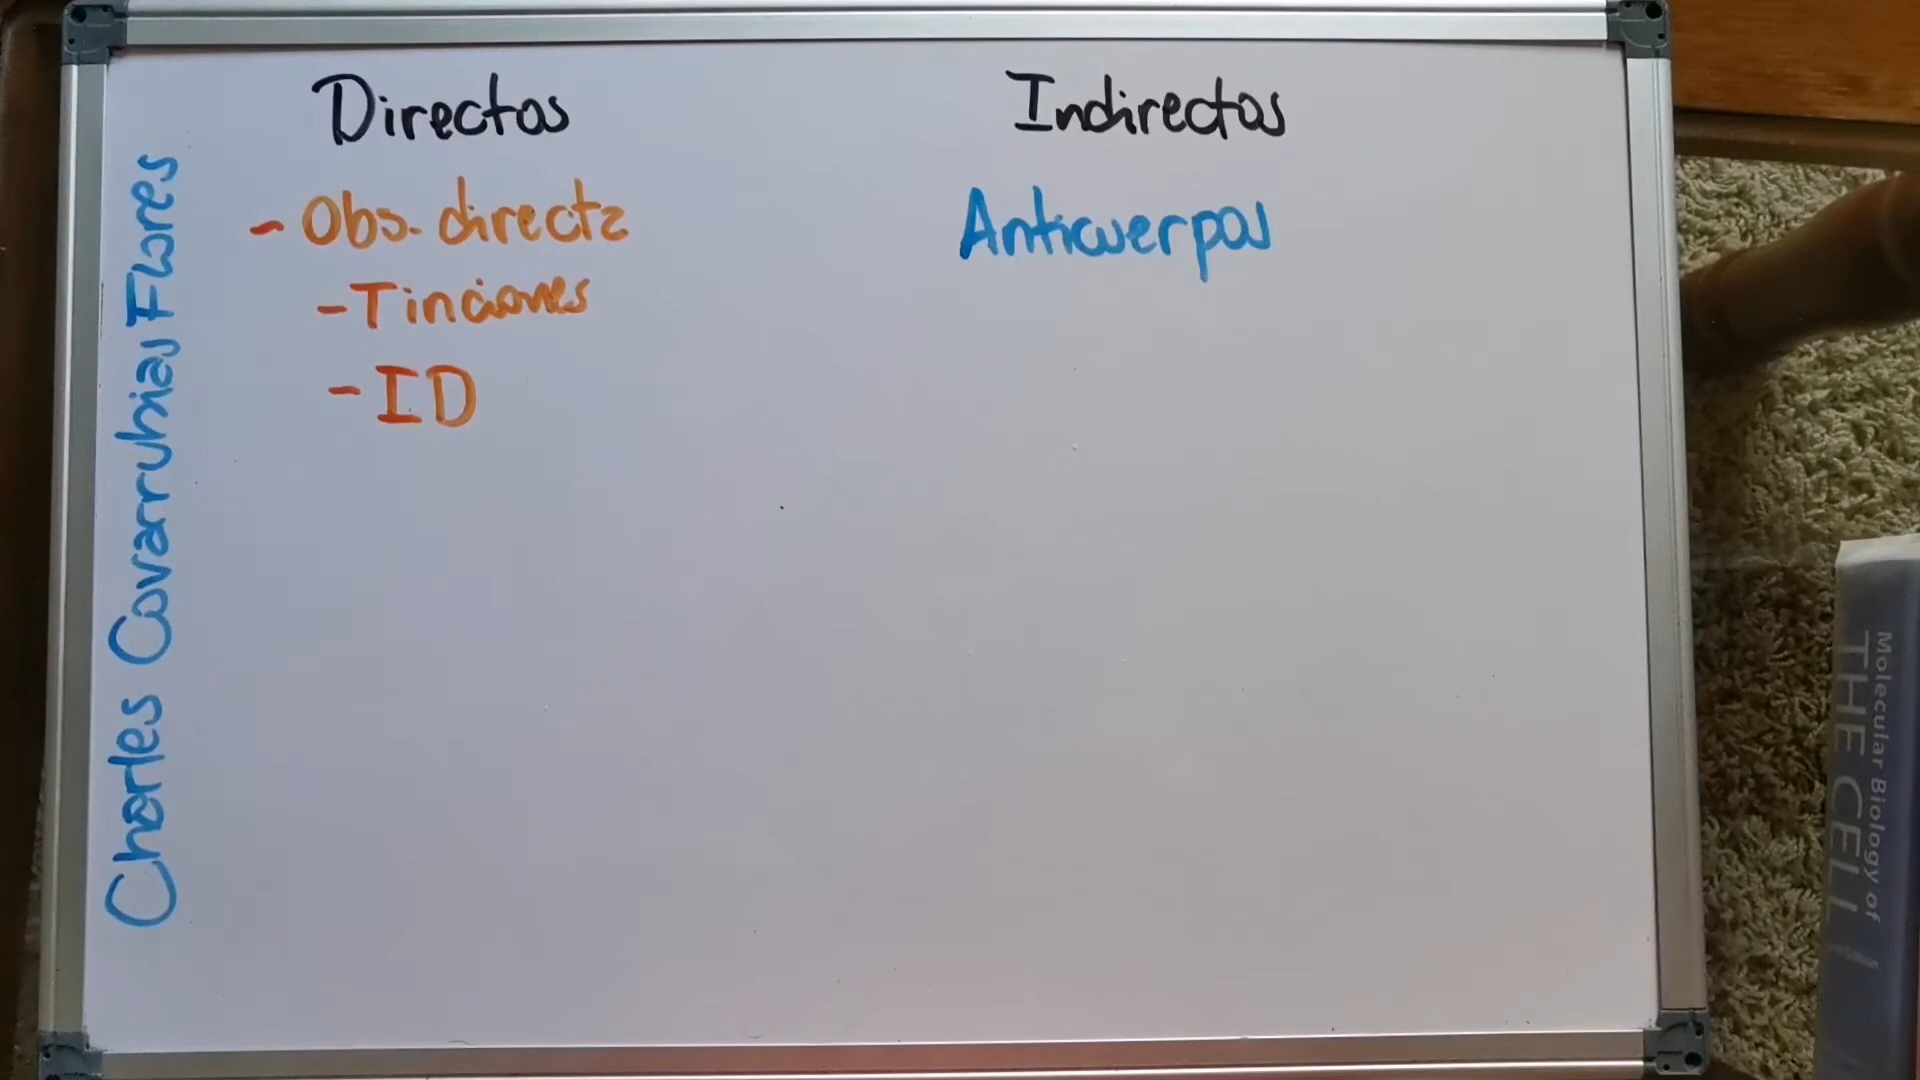 Directos
Indirectos
- Obs. directa
- Tinciones
- ID
Anticuerpos
Charles Covarrubias Flores
Molecular Biology of
THE CELL